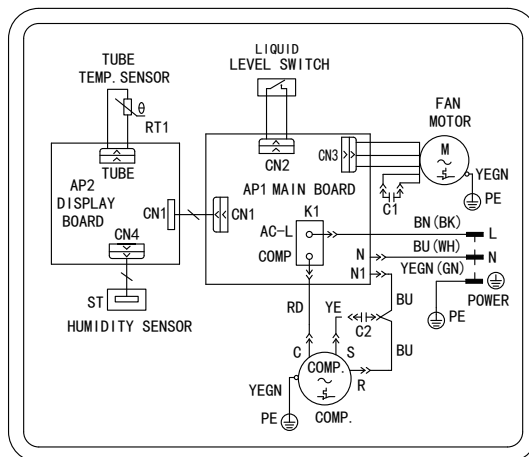 TUBE
TEMP. SENSOR
θ
RT1
TUBE
AP2
DISPLAY
BOARD
CN1
CN4
ST
HUMIDITY SENSOR
LIQUID
LEVEL SWITCH
CN2
CN3
AP1 MAIN BOARD
CN1
K1
AC-L
COMP
N
N1
FAN
MOTOR
M
YEGN
PE
C1
BN(BK)
L
BU(WH)
N
YEGN(GN)
POWER
PE
RD
YE
BU
C2
BU
C
S
R
COMP.
YEGN
PE
COMP.